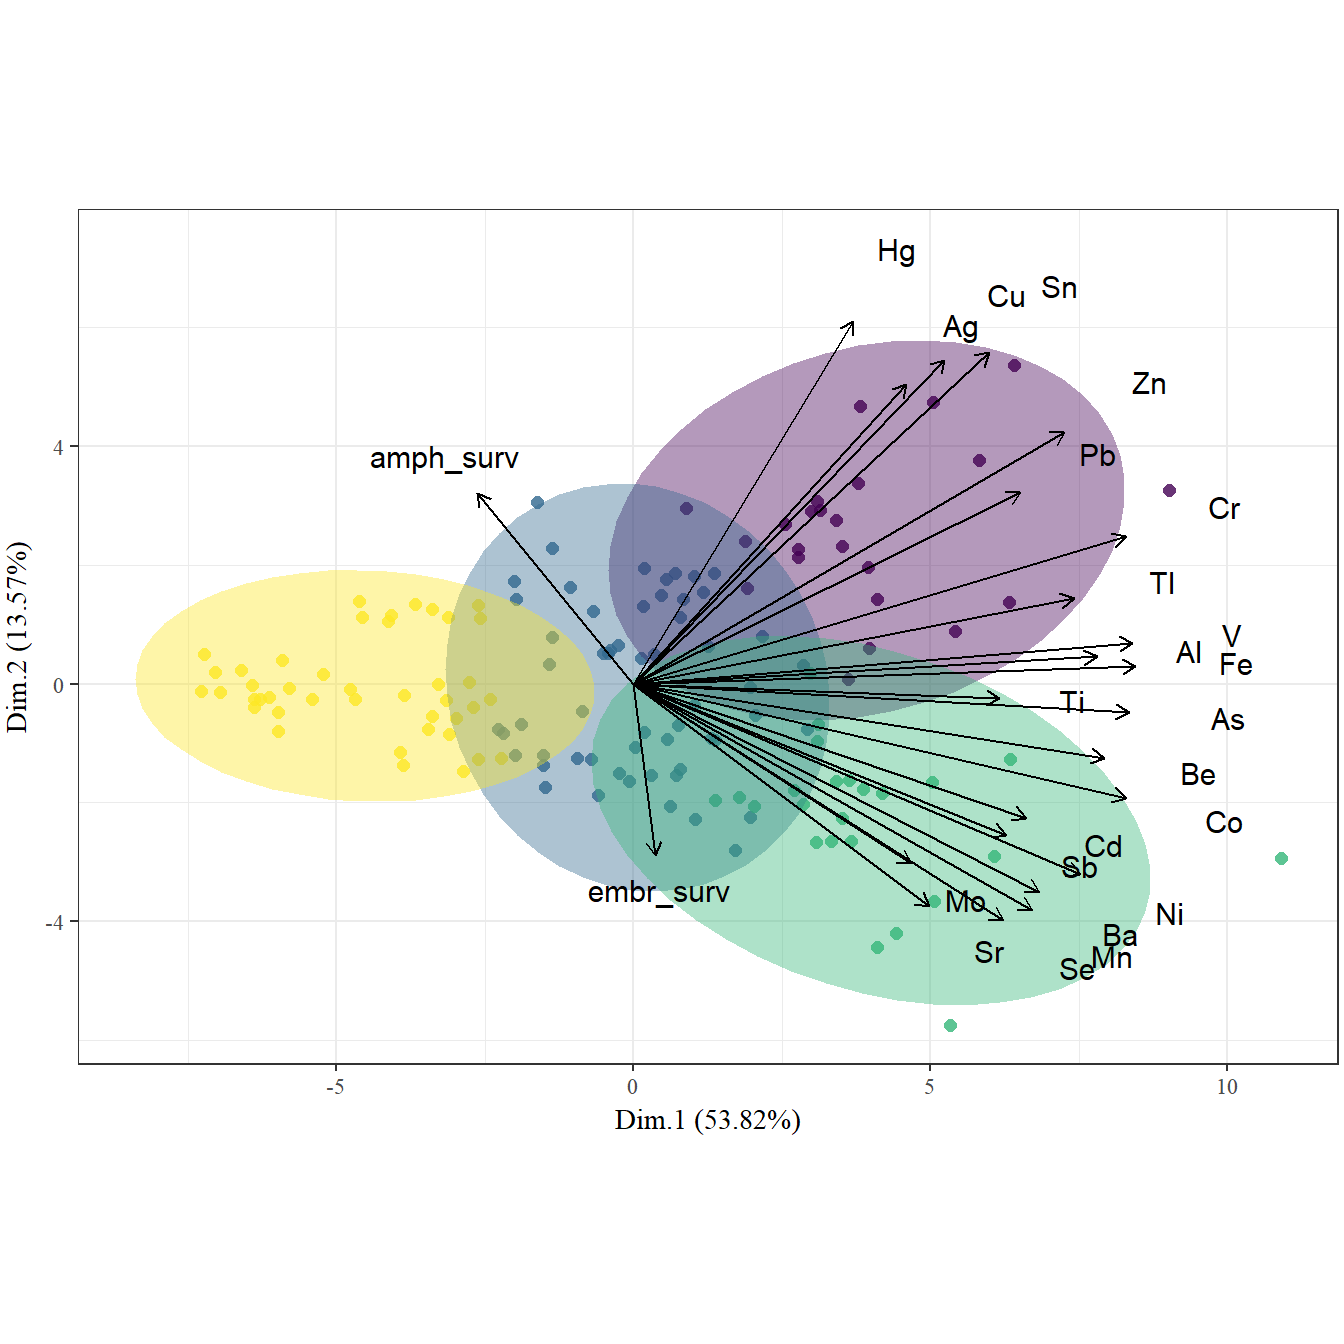 Hg
Sn
Cu
Ag
Zn
amph_surv
Pb
4
Cr
Tl
V
Al
Fe
0
Ti
As
Be
Co
Cd
Sb
embr_surv
Mo
Ni
-4
Ba
Sr
Mn
Se
-5
0
5
10
Dim.1 (53.82%)
Dim.2 (13.57%)